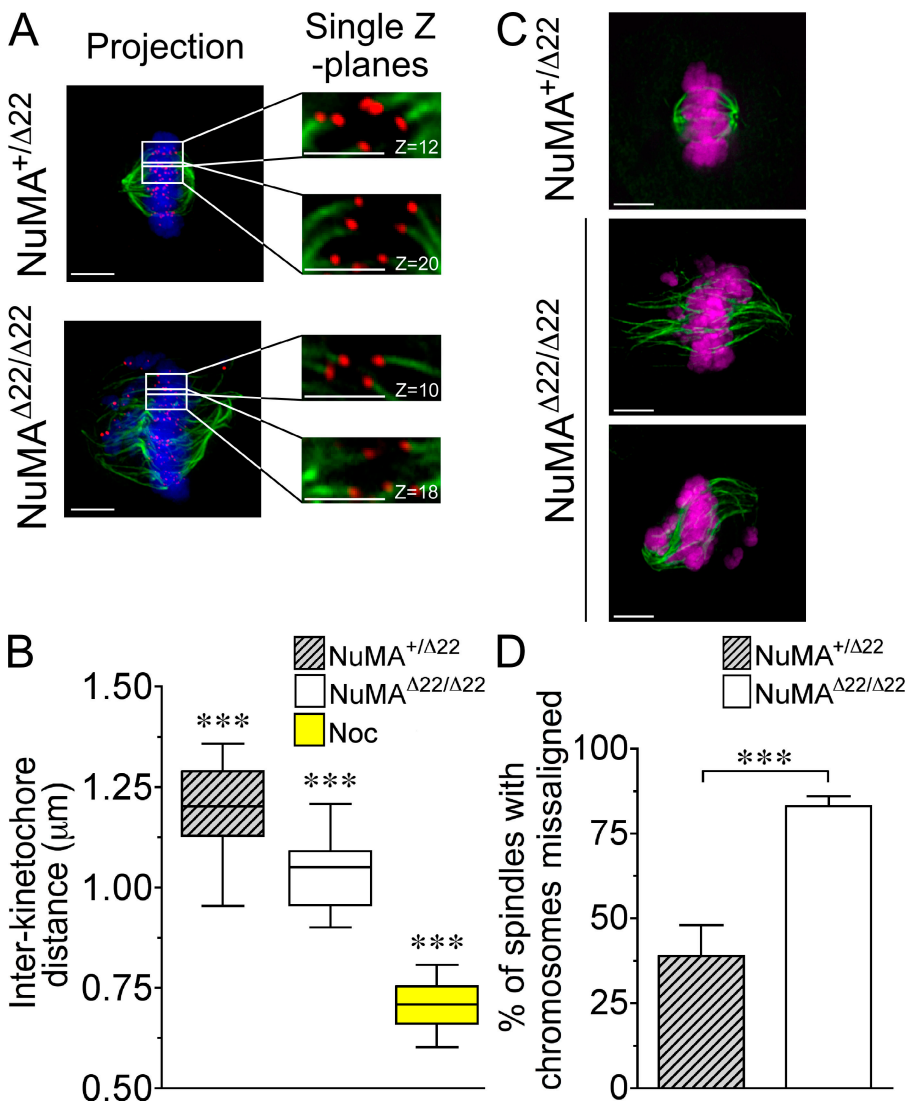 A
Projection
Single Z
-planes
NuMA+/Δ22
Z=12
Z=20
NuMAΔ22/Δ22
Z=10
Z=18
C
NuMA+/Δ22
NuMAΔ22/Δ22
B
NuMA+/Δ22
NuMAΔ22/Δ22
Noc
Inter-kinetochore
distance (μm)
1.50
1.25
1.00
0.75
0.50
***
***
***
D
NuMA+/Δ22
NuMAΔ22/Δ22
% of spindles with
chromosomes missaligned
100
75
50
25
0
***